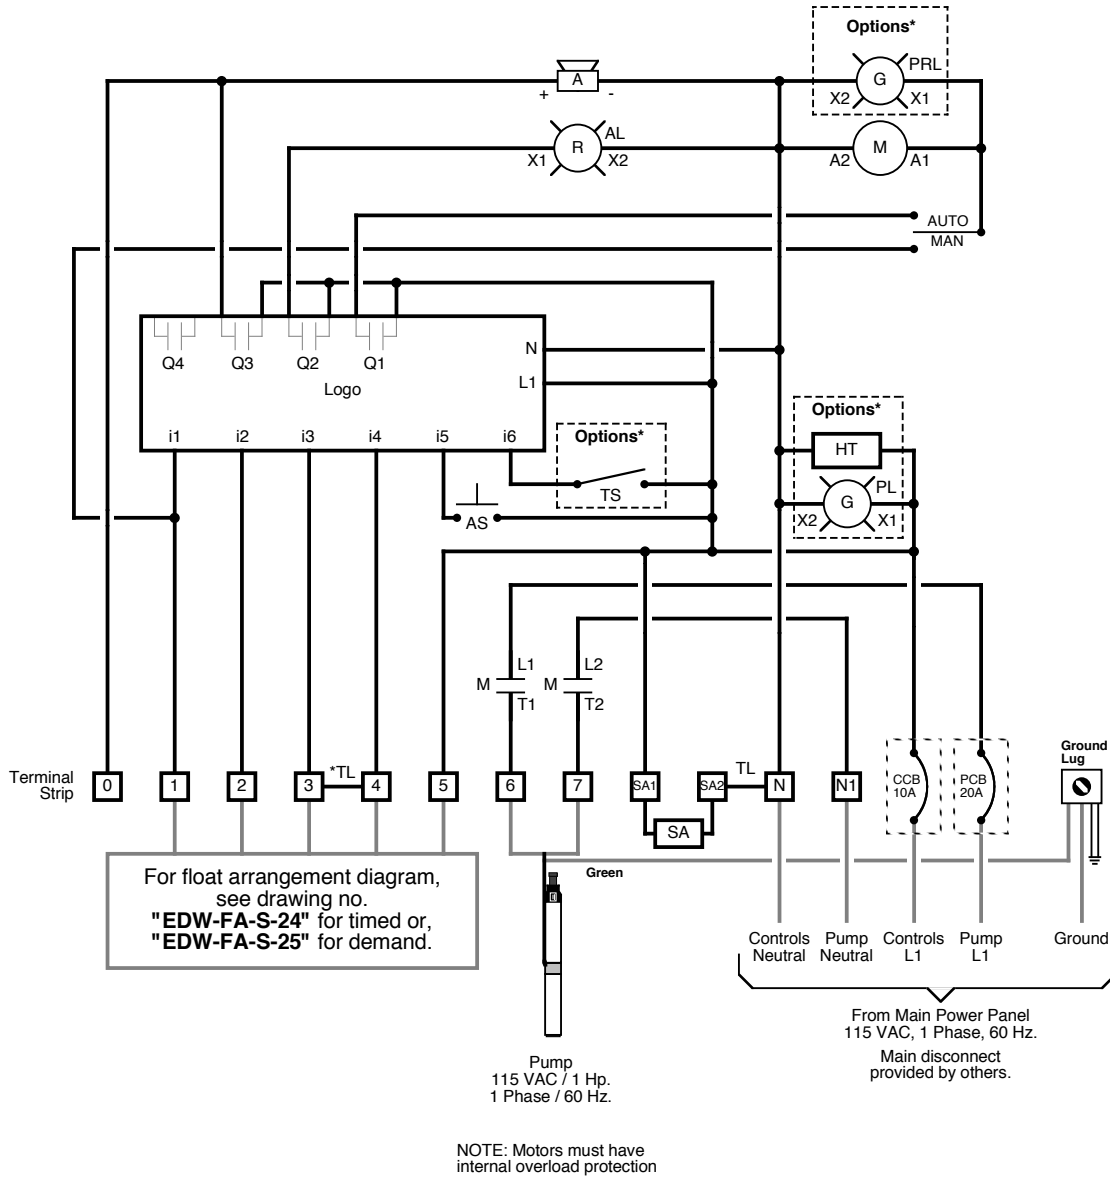 Options*
A
+ -
G
PRL
X2 X1
R
AL
X1 X2
M
A2 A1
AUTO
MAN
Q4 Q3 Q2 Q1
Logo
N
L1
i1 i2 i3 i4 i5 i6
Options*
TS
AS
Options*
HT
G
PL
X2 X1
M
L1
T1
M
L2
T2
Terminal
Strip
0
1
2
3
*TL
4
5
6
7
SA1
SA2
TL
N
N1
SA
CCB
10A
PCB
20A
Ground
Lug
For float arrangement diagram,
see drawing no.
"EDW-FA-S-24" for timed or,
"EDW-FA-S-25" for demand.
Green
Controls
Neutral
Pump
Neutral
Controls
L1
Pump
L1
Ground
From Main Power Panel
115 VAC, 1 Phase, 60 Hz.
Main disconnect
provided by others.
Pump
115 VAC / 1 Hp.
1 Phase / 60 Hz.
NOTE: Motors must have
internal overload protection